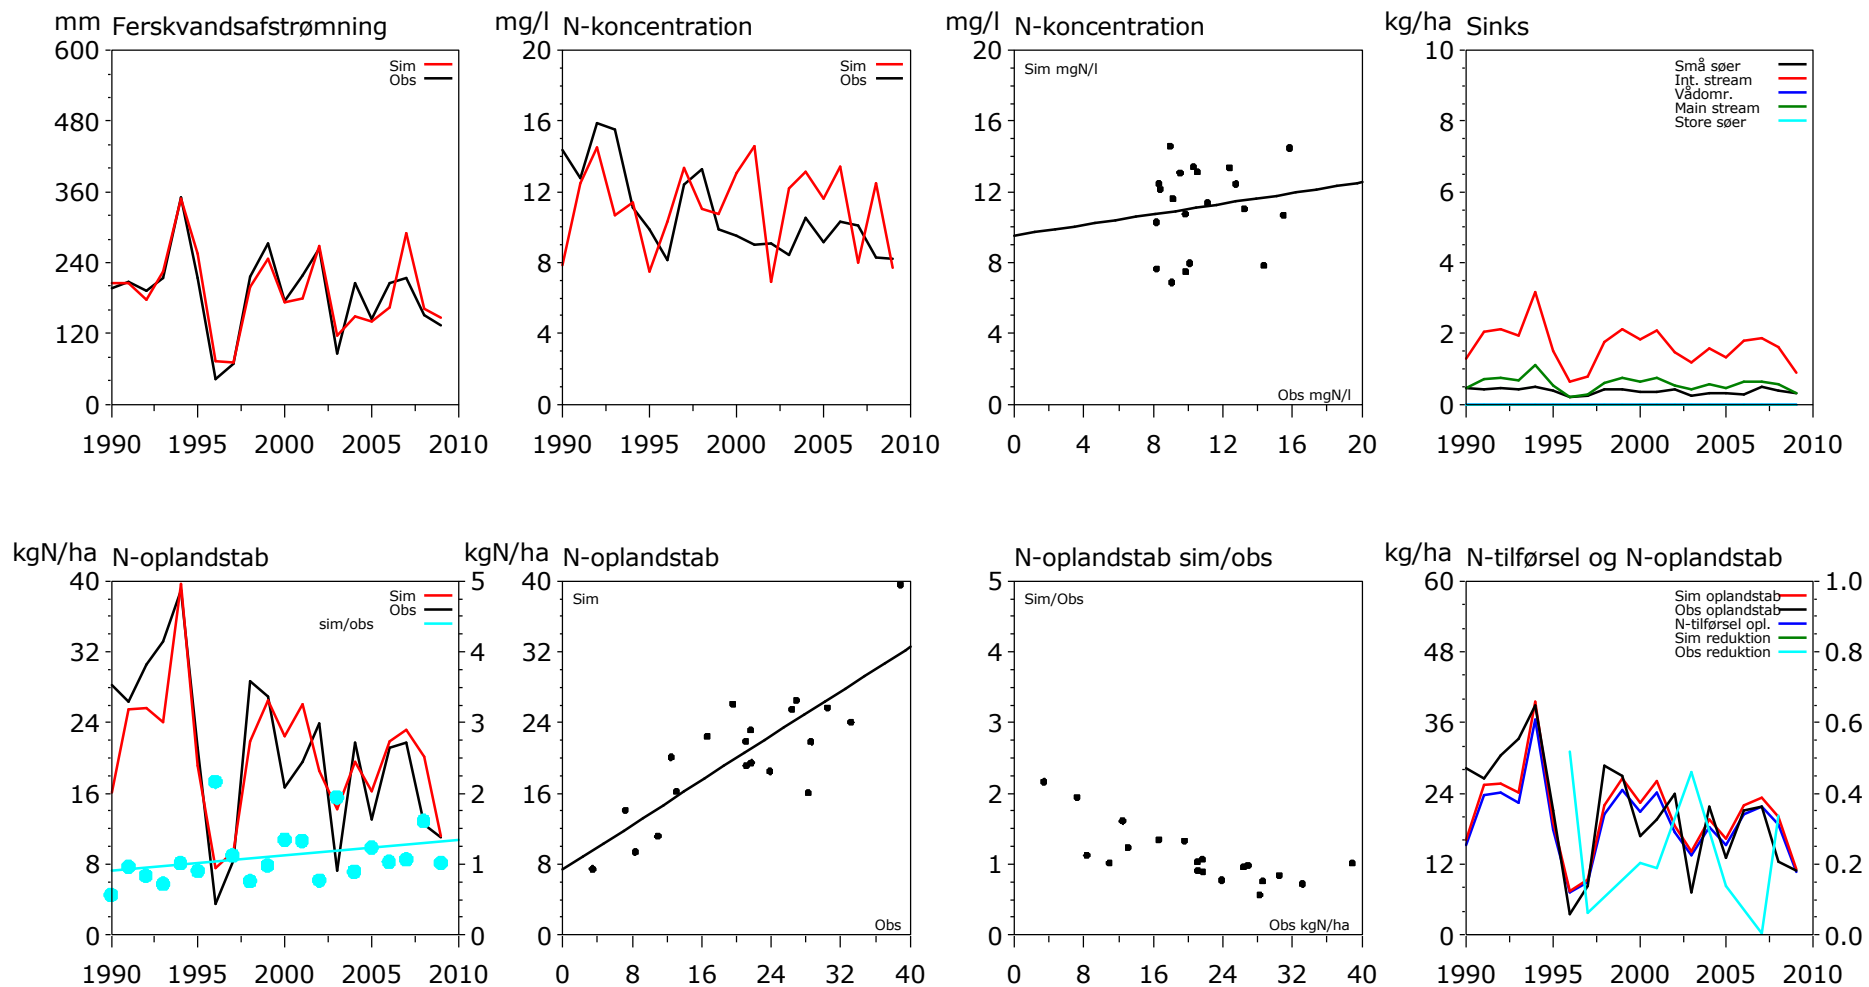 mm Ferskvandsafstrømning
600
480
360
240
120
0
Sim
Obs
1990 1995 2000 2005 2010
mg/l N-koncentration
20
16
12
8
4
0
Sim
Obs
1990 1995 2000 2005 2010
mg/l N-koncentration
20
16
12
8
4
0
Sim mgN/l
Obs mgN/l
0 4 8 12 16 20
kg/ha Sinks
10
8
6
4
2
0
Små søer
Int. stream
Vådomr.
Main stream
Store søer
1990 1995 2000 2005 2010
kgN/ha N-oplandstab
40
32
24
16
8
0
Sim
Obs
sim/obs
5
4
3
2
1
0
1990 1995 2000 2005 2010
kgN/ha N-oplandstab
40
32
24
16
8
0
Sim
Obs
0 8 16 24 32 40
N-oplandstab sim/obs
5
4
3
2
1
0
Sim/Obs
Obs kgN/ha
0 8 16 24 32 40
kg/ha N-tilførsel og N-oplandstab
60
48
36
24
12
0
Sim oplandstab
Obs oplandstab
N-tilførsel opl.
Sim reduktion
Obs reduktion
1.0
0.8
0.6
0.4
0.2
0.0
1990 1995 2000 2005 2010